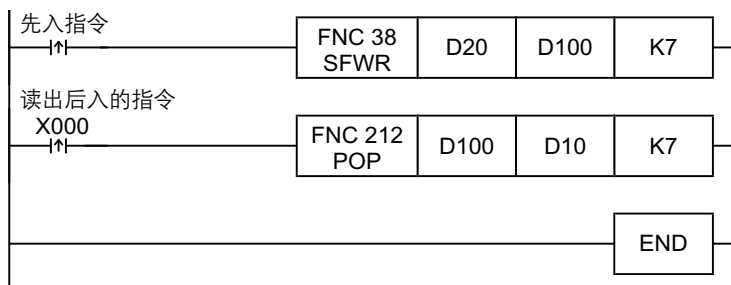 先入指令
FNC 38 D20 D100 K7
SFWR
读出后入的指令
X000
FNC 212 D100 D10 K7
POP
END